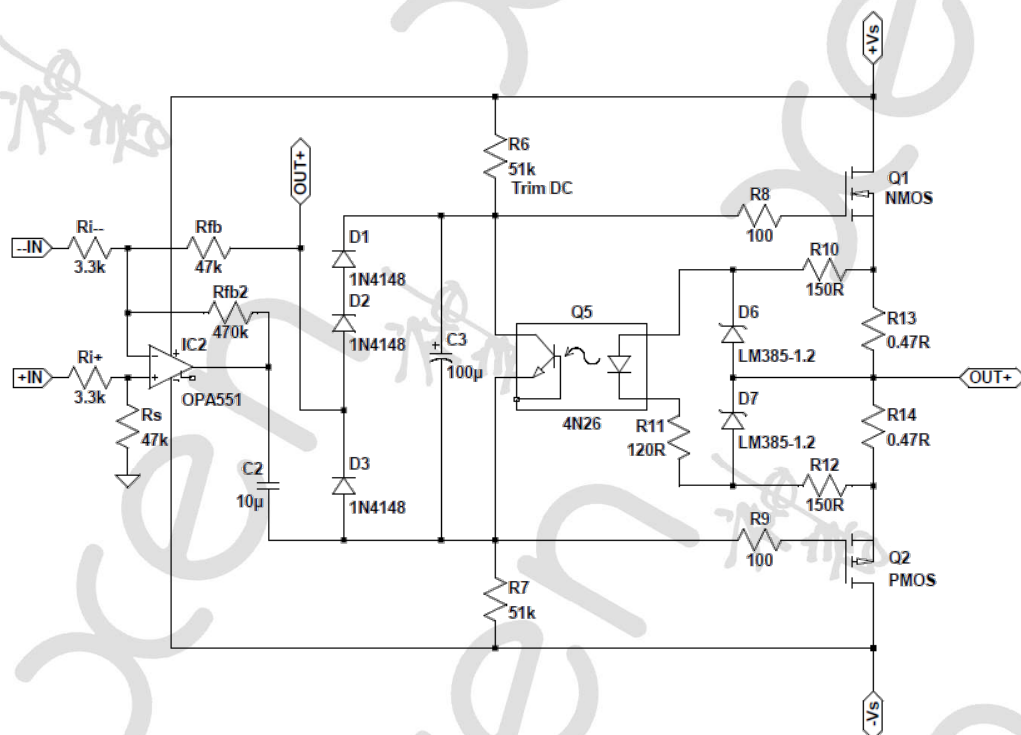 +Vs
R6
51k
Trim DC
Q1
NMOS
R8
100
OUT+
Ri--
--IN
3.3k
Rfb
47k
D1
1N4148
R10
150R
D2
1N4148
Rfb2
470k
Q5
D6
LM385-1.2
R13
0.47R
C3
+
100µ
IC2
OPA551
Ri+
+IN
3.3k
4N26
OUT+
D7
LM385-1.2
R14
0.47R
Rs
47k
R11
120R
C2
10µ
D3
1N4148
R12
150R
R9
100
Q2
PMOS
R7
51k
-Vs
xen